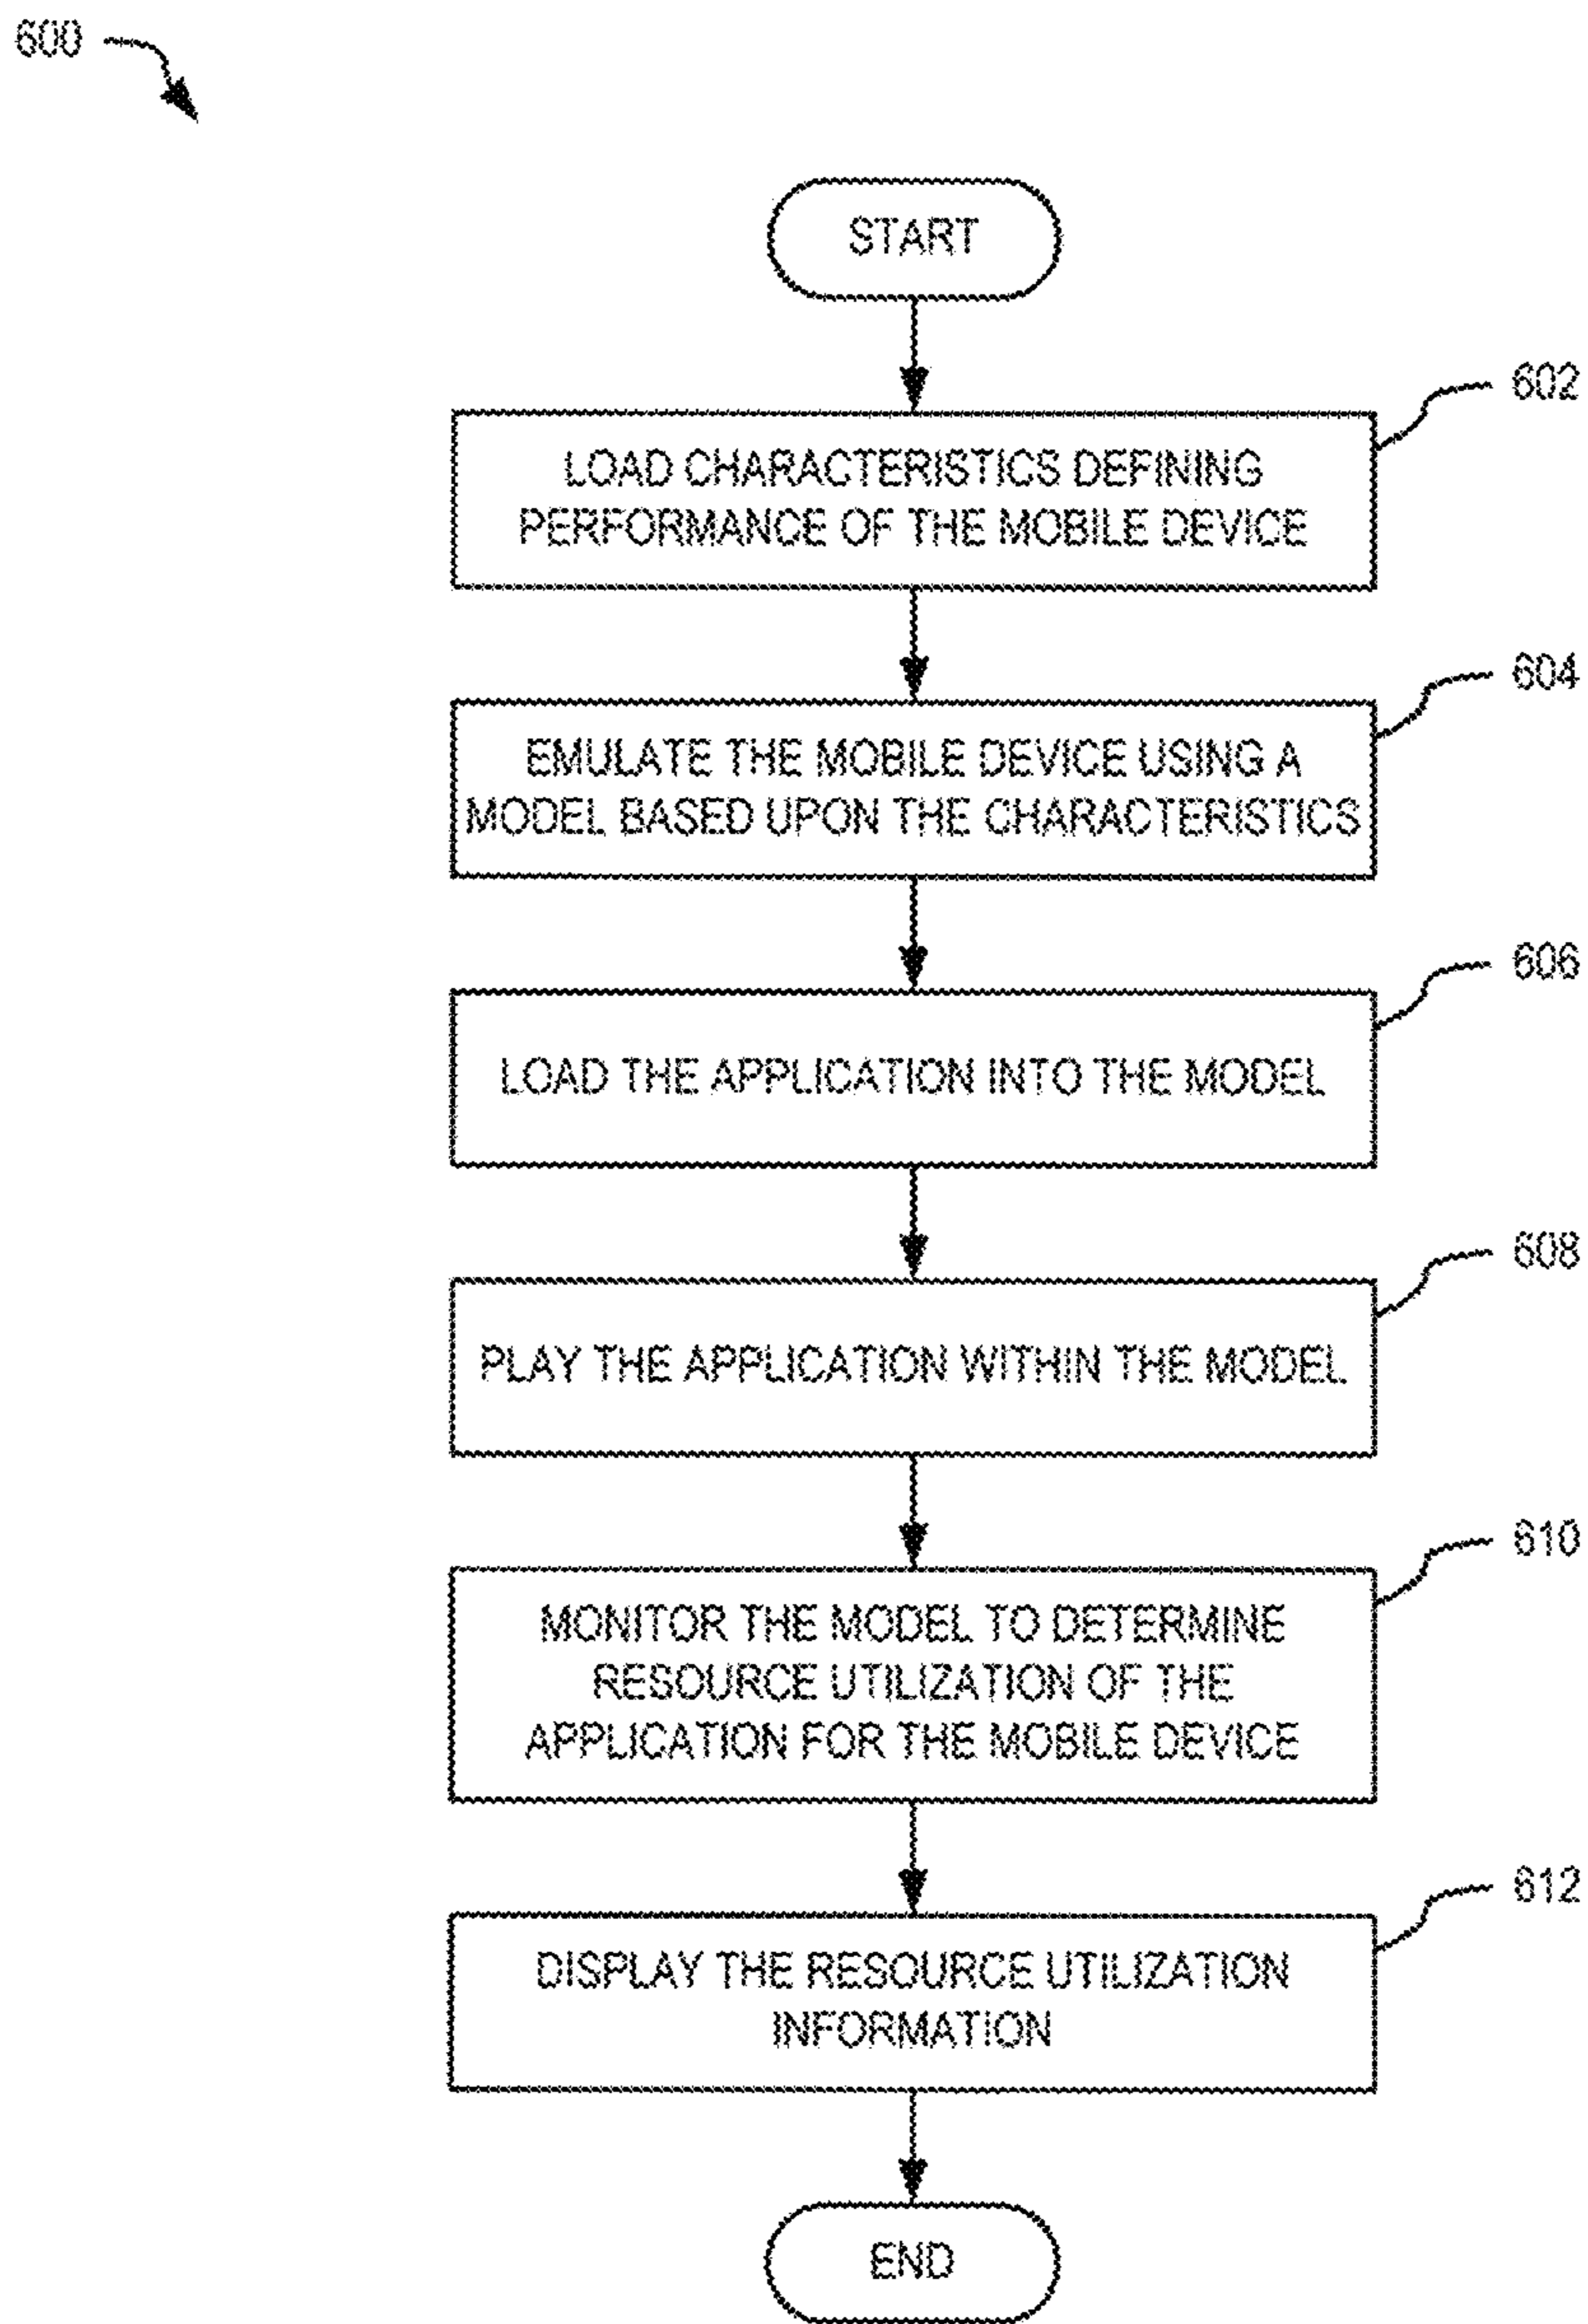 600
START
602
LOAD CHARACTERISTICS DEFINING
PERFORMANCE OF THE MOBILE DEVICE
604
EMULATE THE MOBILE DEVICE USING A
MODEL BASED UPON THE CHARACTERISTICS
606
LOAD THE APPLICATION INTO THE MODEL
608
PLAY THE APPLICATION WITHIN THE MODEL
610
MONITOR THE MODEL TO DETERMINE
RESOURCE UTILIZATION OF THE
APPLICATION FOR THE MOBILE DEVICE
612
DISPLAY THE RESOURCE UTILIZATION
INFORMATION
END